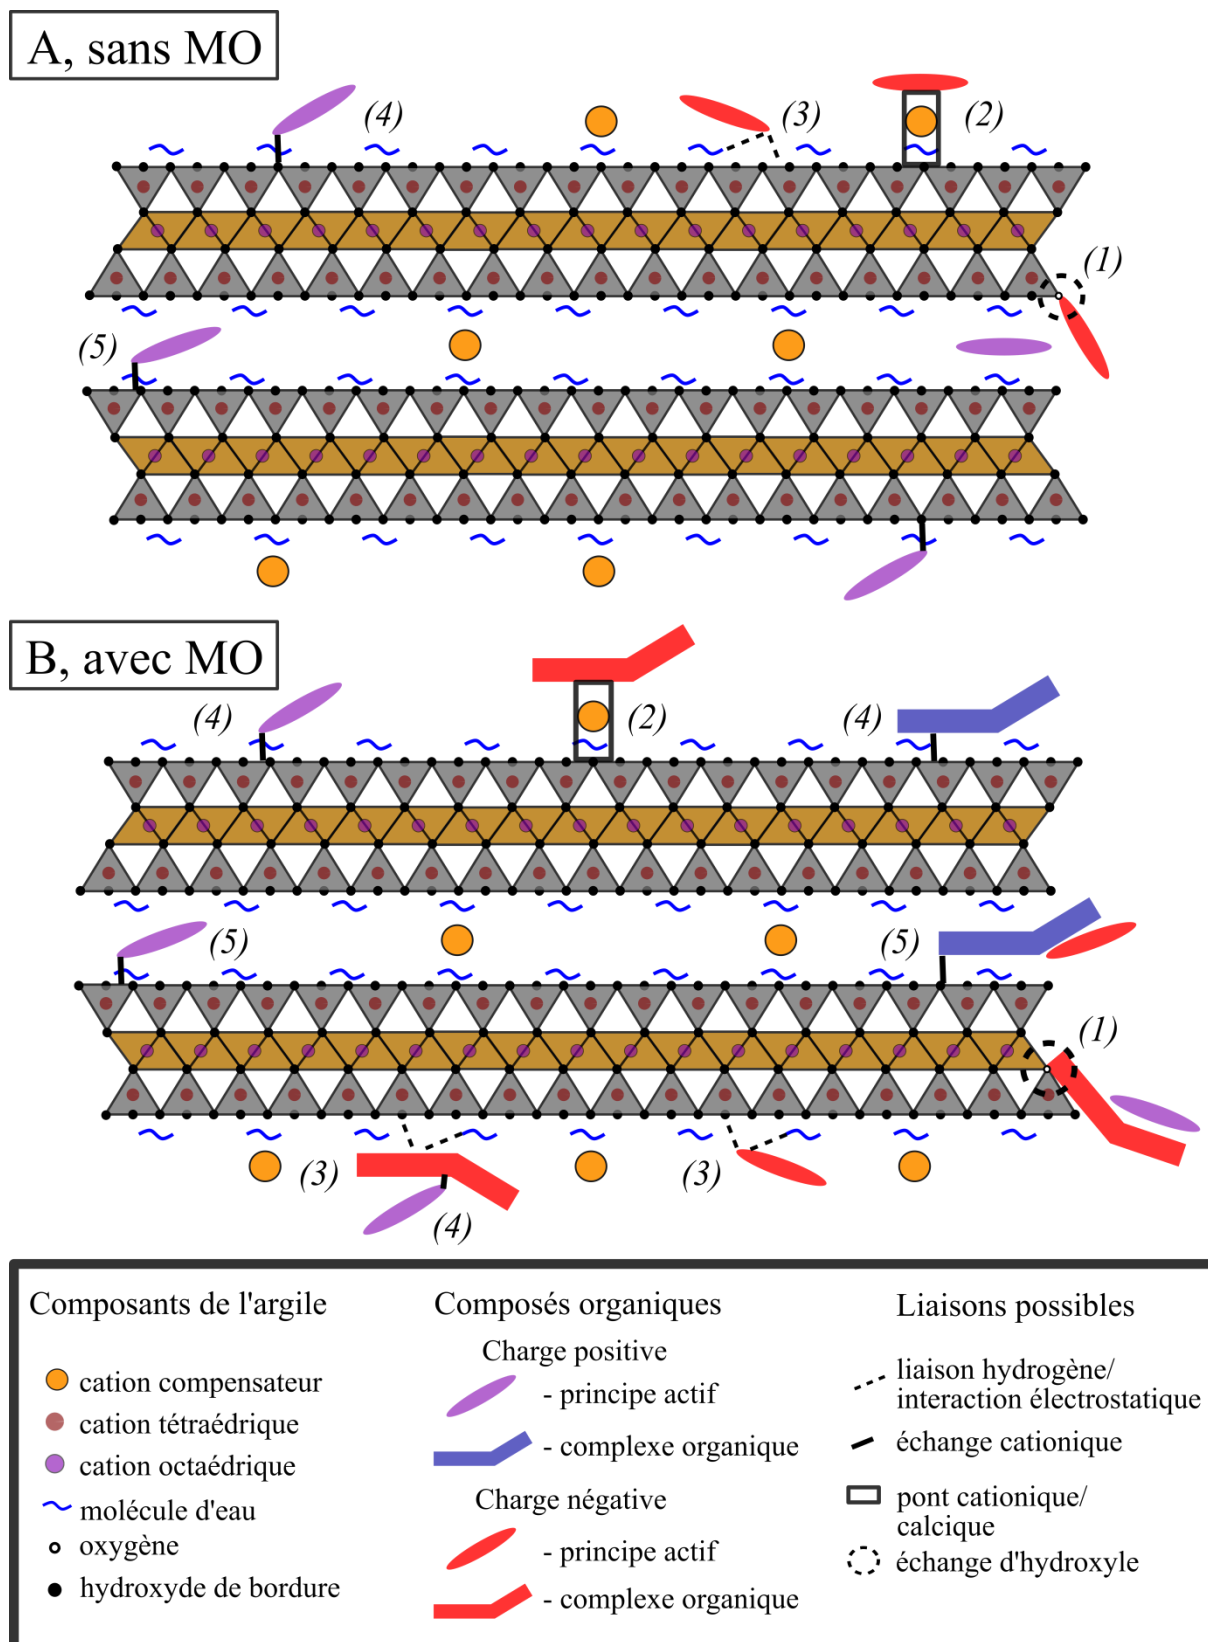 A, sans MO
(4)
(3)
(2)
(1)
(5)
B, avec MO
(4)
(2)
(4)
(5)
(5)
(1)
(3)
(3)
(4)
Composants de l'argile
cation compensateur
cation tétraédrique
cation octaédrique
molécule d'eau
oxygène
hydroxyde de bordure
Composés organiques
Charge positive
- principe actif
- complexe organique
Charge négative
- principe actif
- complexe organique
Liaisons possibles
liaison hydrogène/
interaction électrostatique
échange cationique
pont cationique/
calcique
échange d'hydroxyle